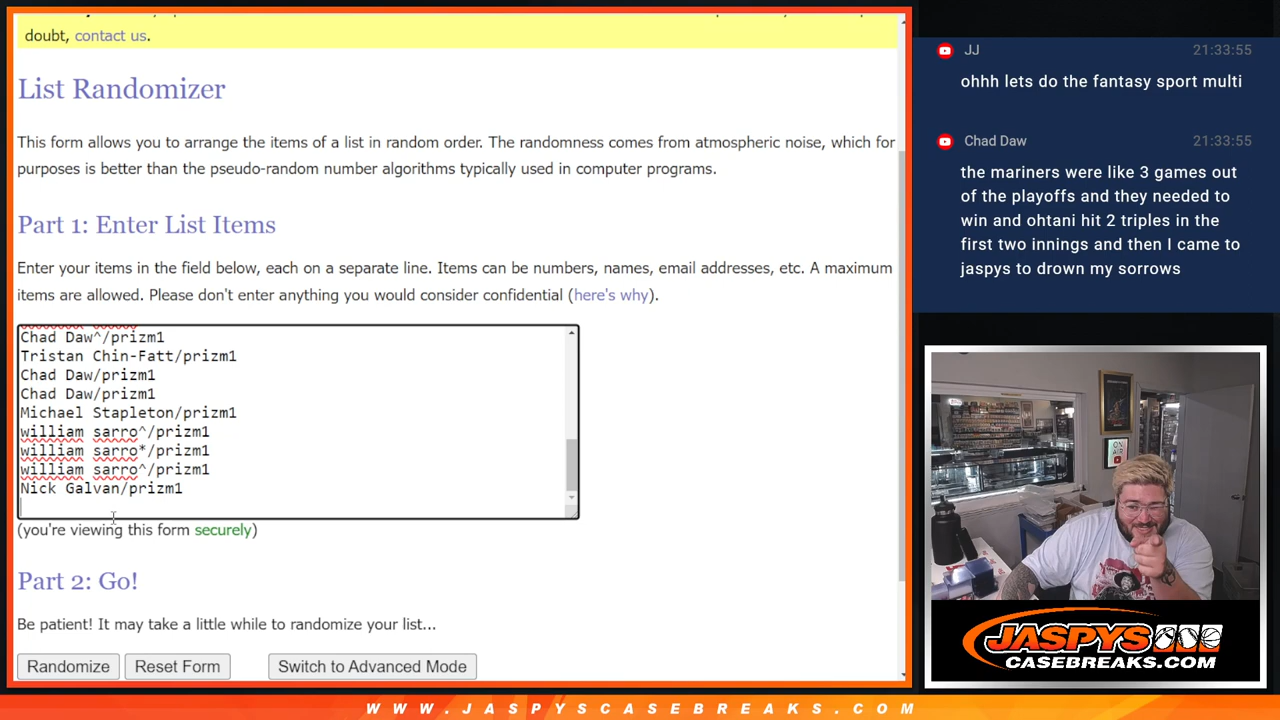 doubt, contact us.
List Randomizer
This form allows you to arrange the items of a list in random order. The randomness comes from atmospheric noise, which for
purposes is better than the pseudo-random number algorithms typically used in computer programs.
Part 1: Enter List Items
Enter your items in the field below, each on a separate line. Items can be numbers, names, email addresses, etc. A maximum
items are allowed. Please don't enter anything you would consider confidential (here's why).
Chad Daw^/prizm1
Tristan Chin-Fatt/prizm1
Chad Daw/prizm1
Chad Daw/prizm1
Michael Stapleton/prizm1
william sarro^/prizm1
william sarro*/prizm1
william sarro^/prizm1
Nick Galvan/prizm1
(you're viewing this form securely)
Part 2: Go!
Be patient! It may take a little while to randomize your list...
Randomize Reset Form Switch to Advanced Mode
JJ 21:33:55
ohhh lets do the fantasy sport multi
Chad Daw 21:33:55
the mariners were like 3 games out
of the playoffs and they needed to
win and ohtani hit 2 triples in the
first two innings and then I came to
jaspys to drown my sorrows
ON
AIR
JASPYS
CASEBREAKS.COM
WWW.JASPYSCASEBREAKS.COM